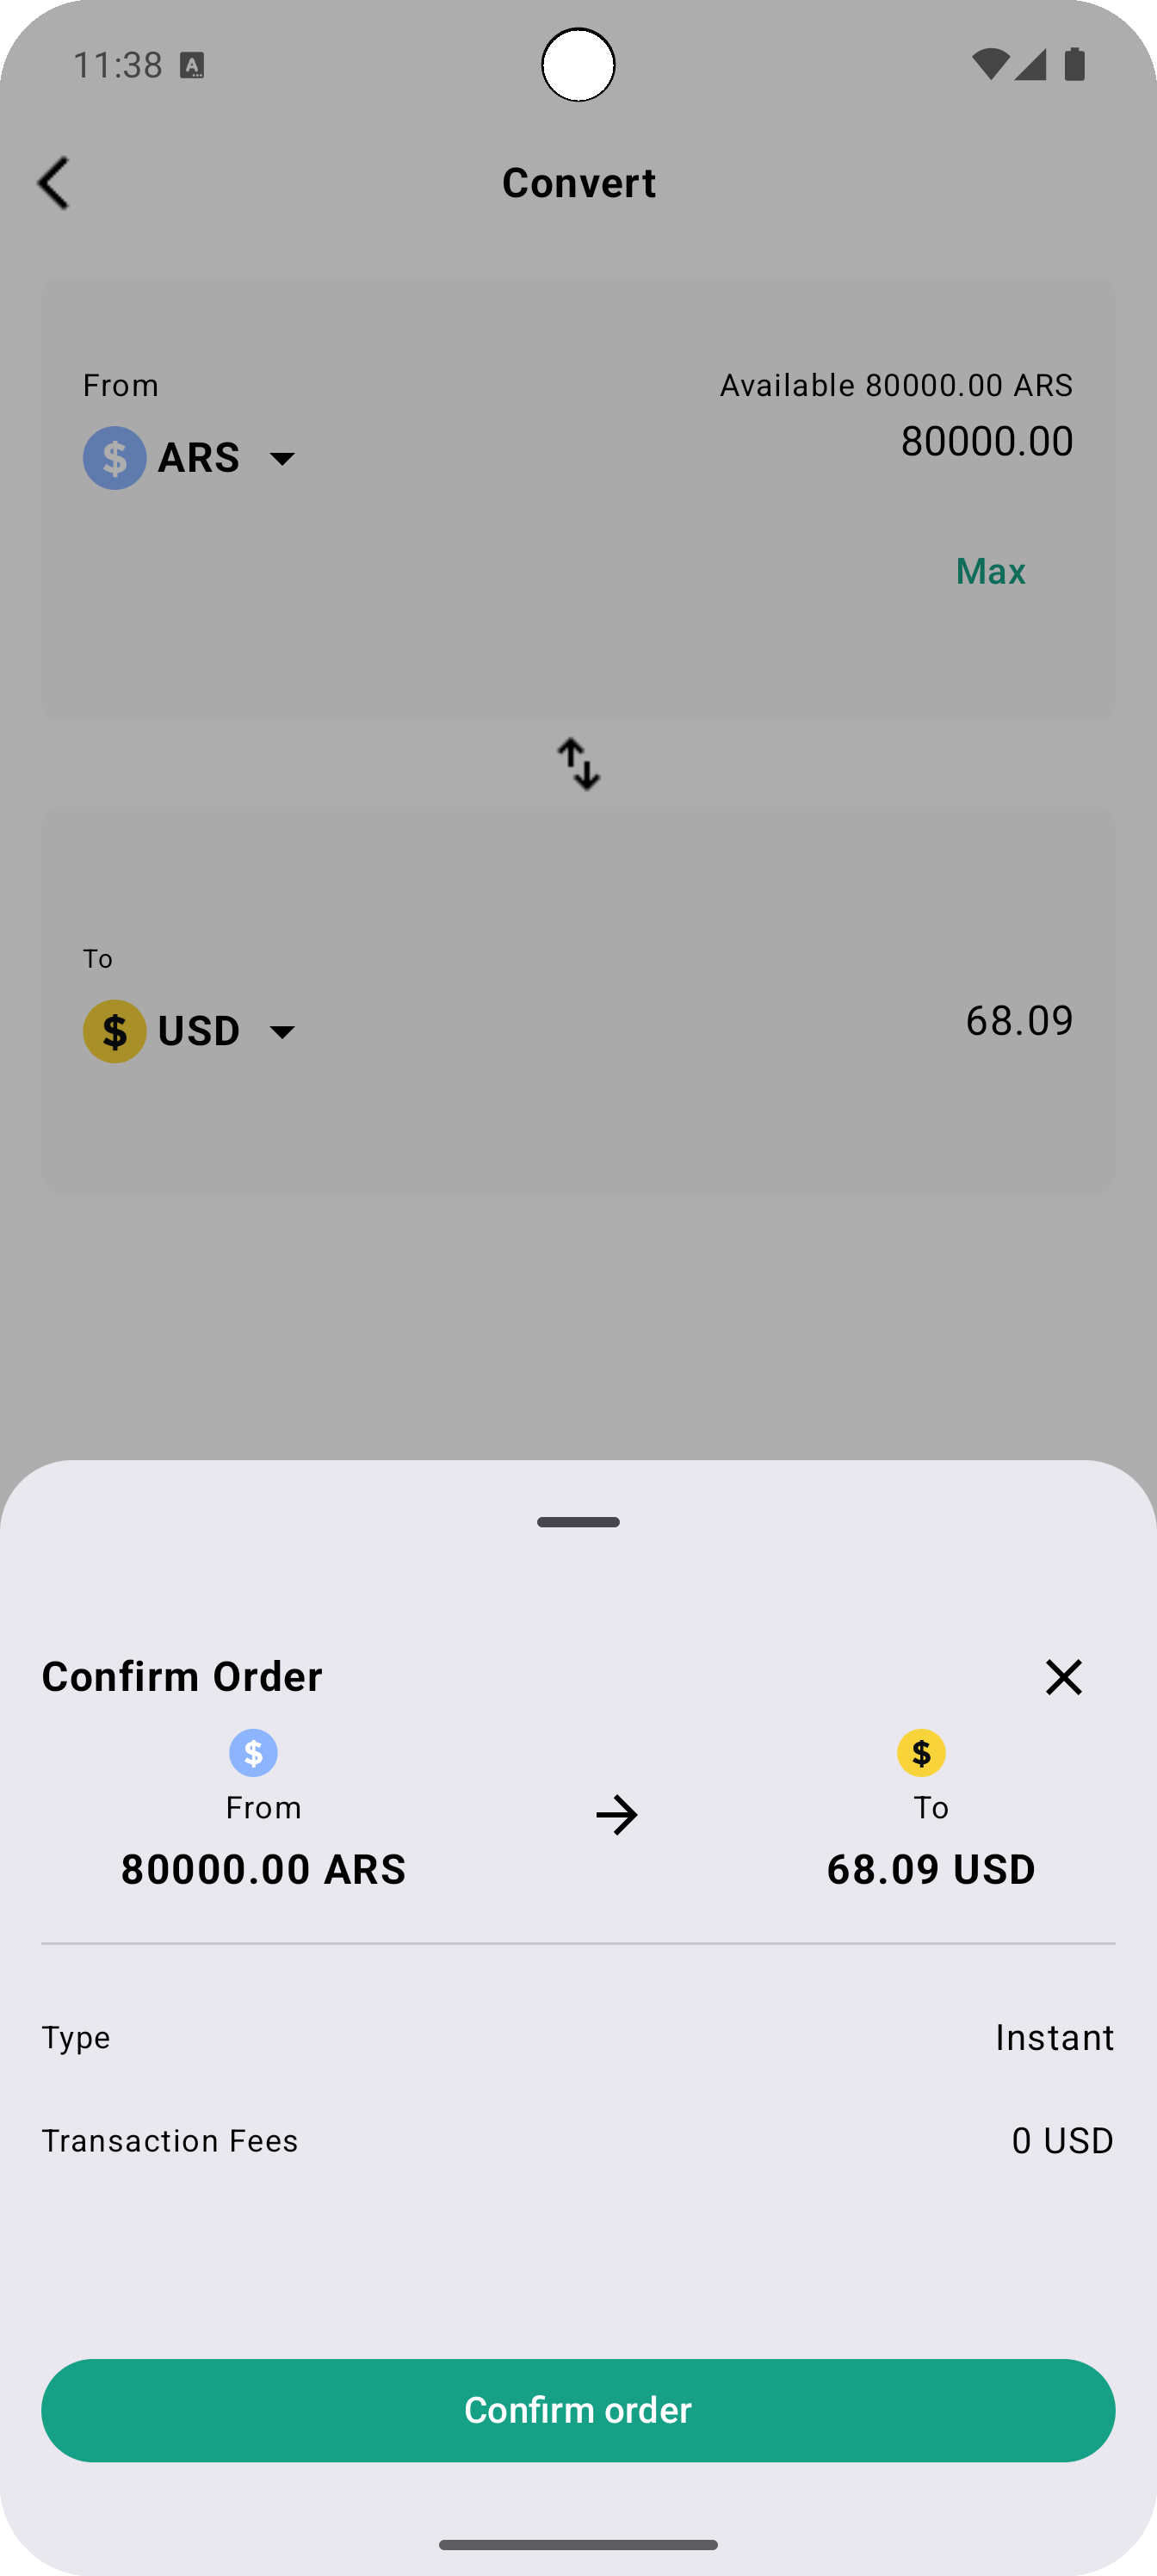 11:38
Convert
From
Available 80000.00 ARS
$ ARS
80000.00
Max
To
$ USD
68.09
Confirm Order
$ $
From To
80000.00 ARS 68.09 USD
Type Instant
Transaction Fees 0 USD
Confirm order